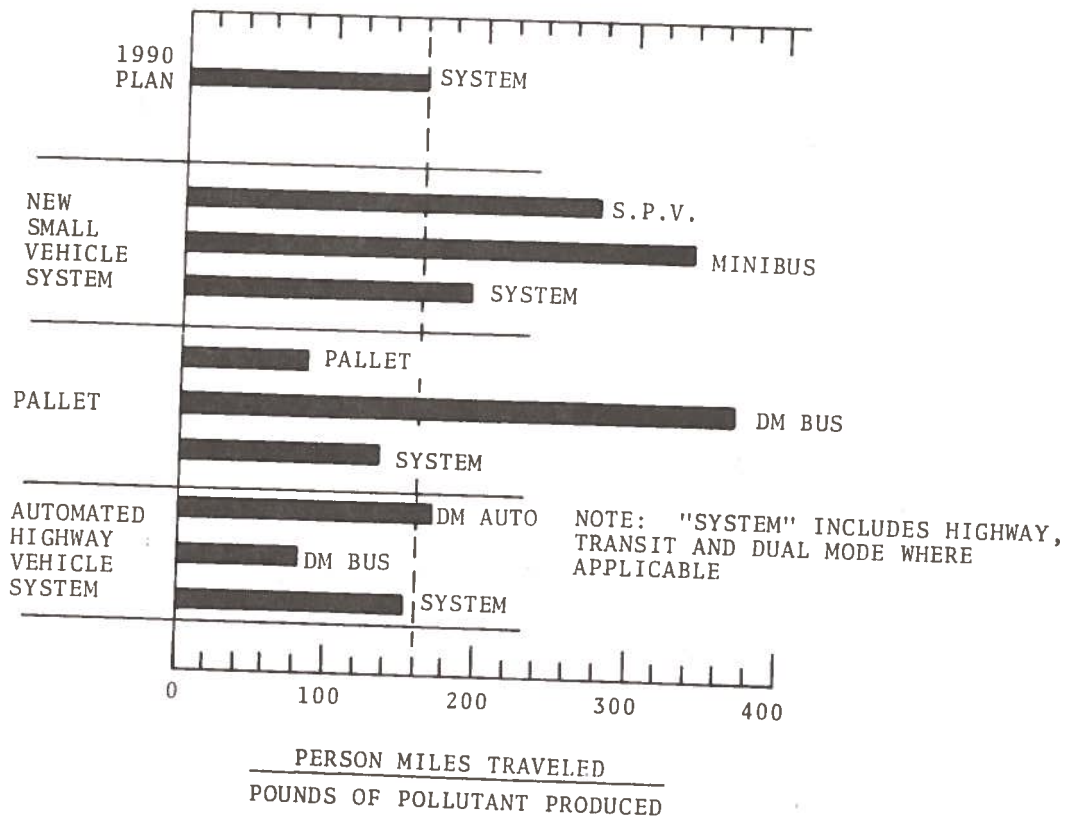 1990
PLAN
SYSTEM
NEW
SMALL
VEHICLE
SYSTEM
S.P.V.
MINIBUS
SYSTEM
PALLET
PALLET
DM BUS
SYSTEM
AUTOMATED
HIGHWAY
VEHICLE
SYSTEM
DM AUTO
DM BUS
SYSTEM
NOTE: "SYSTEM" INCLUDES HIGHWAY,
TRANSIT AND DUAL MODE WHERE
APPLICABLE
0 100 200 300 400
PERSON MILES TRAVELED
POUNDS OF POLLUTANT PRODUCED